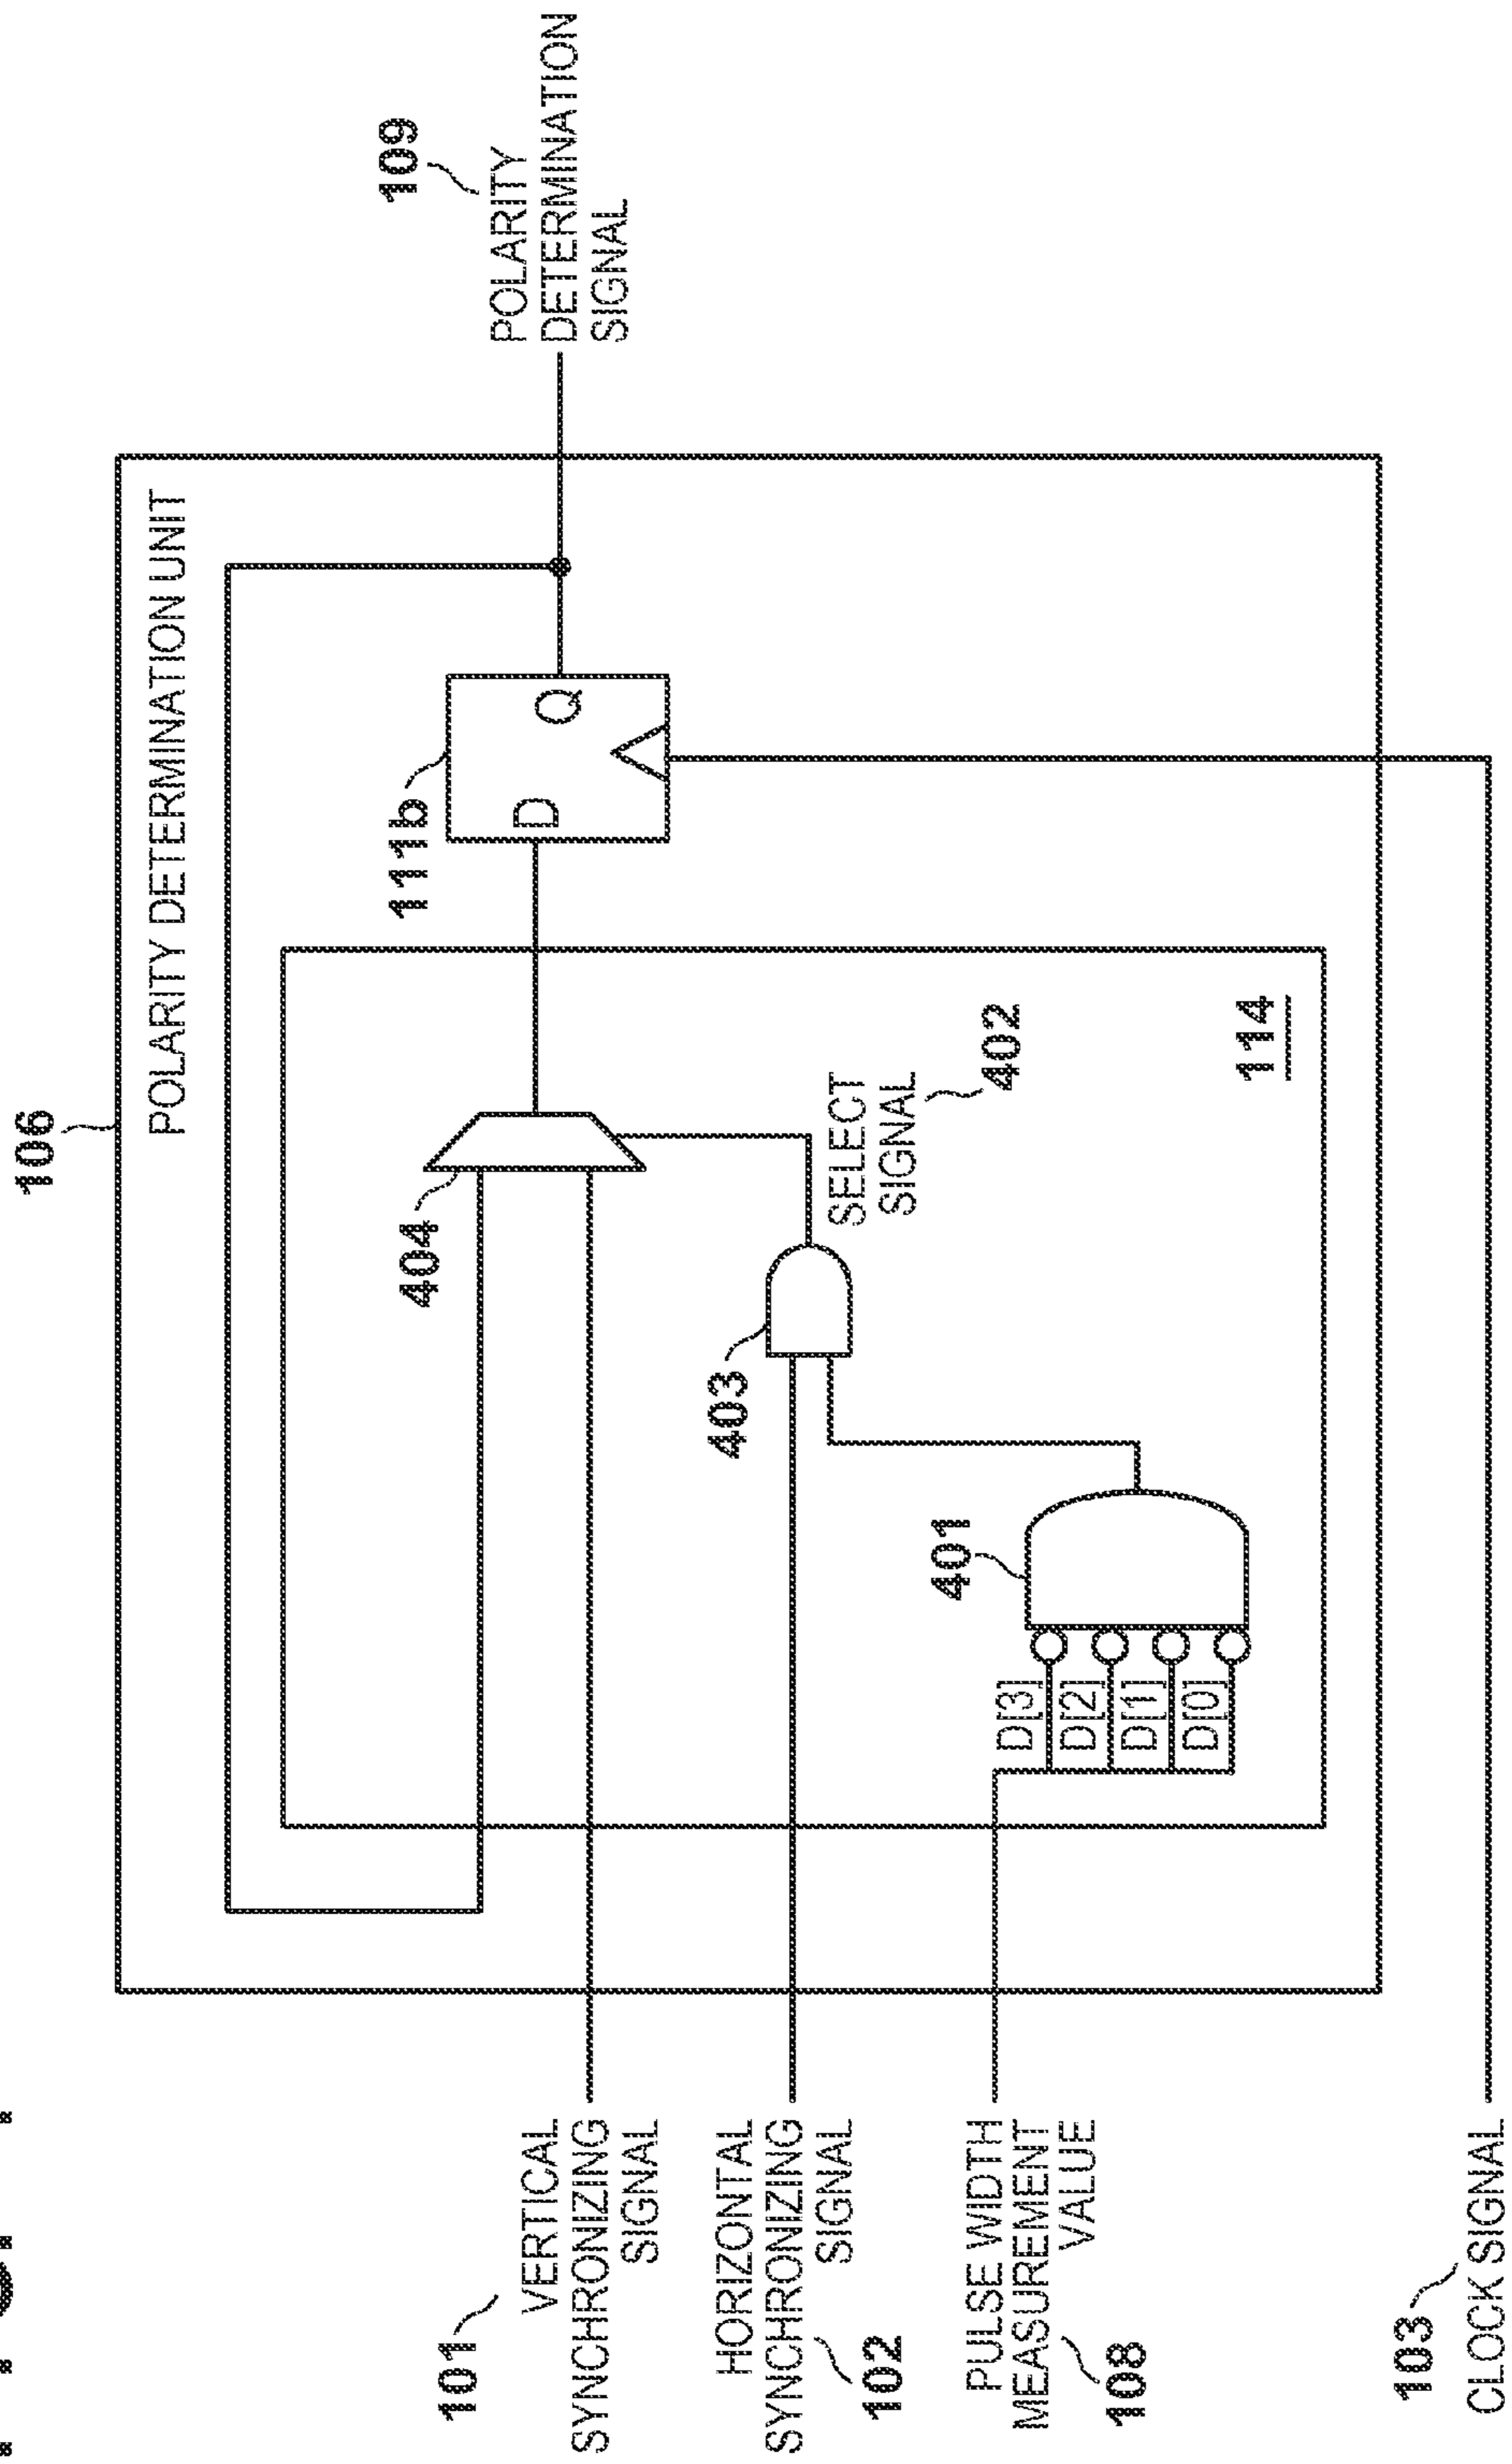 106
POLARITY DETERMINATION UNIT
109
POLARITY
DETERMINATION
SIGNAL
111b
D
Q
404
403
SELECT
SIGNAL
402
401
D[3]
D[2]
D[1]
D[0]
114
101
VERTICAL
SYNCHRONIZING
SIGNAL
HORIZONTAL
SYNCHRONIZING
SIGNAL
102
PULSE WIDTH
MEASUREMENT
VALUE
108
103
CLOCK SIGNAL